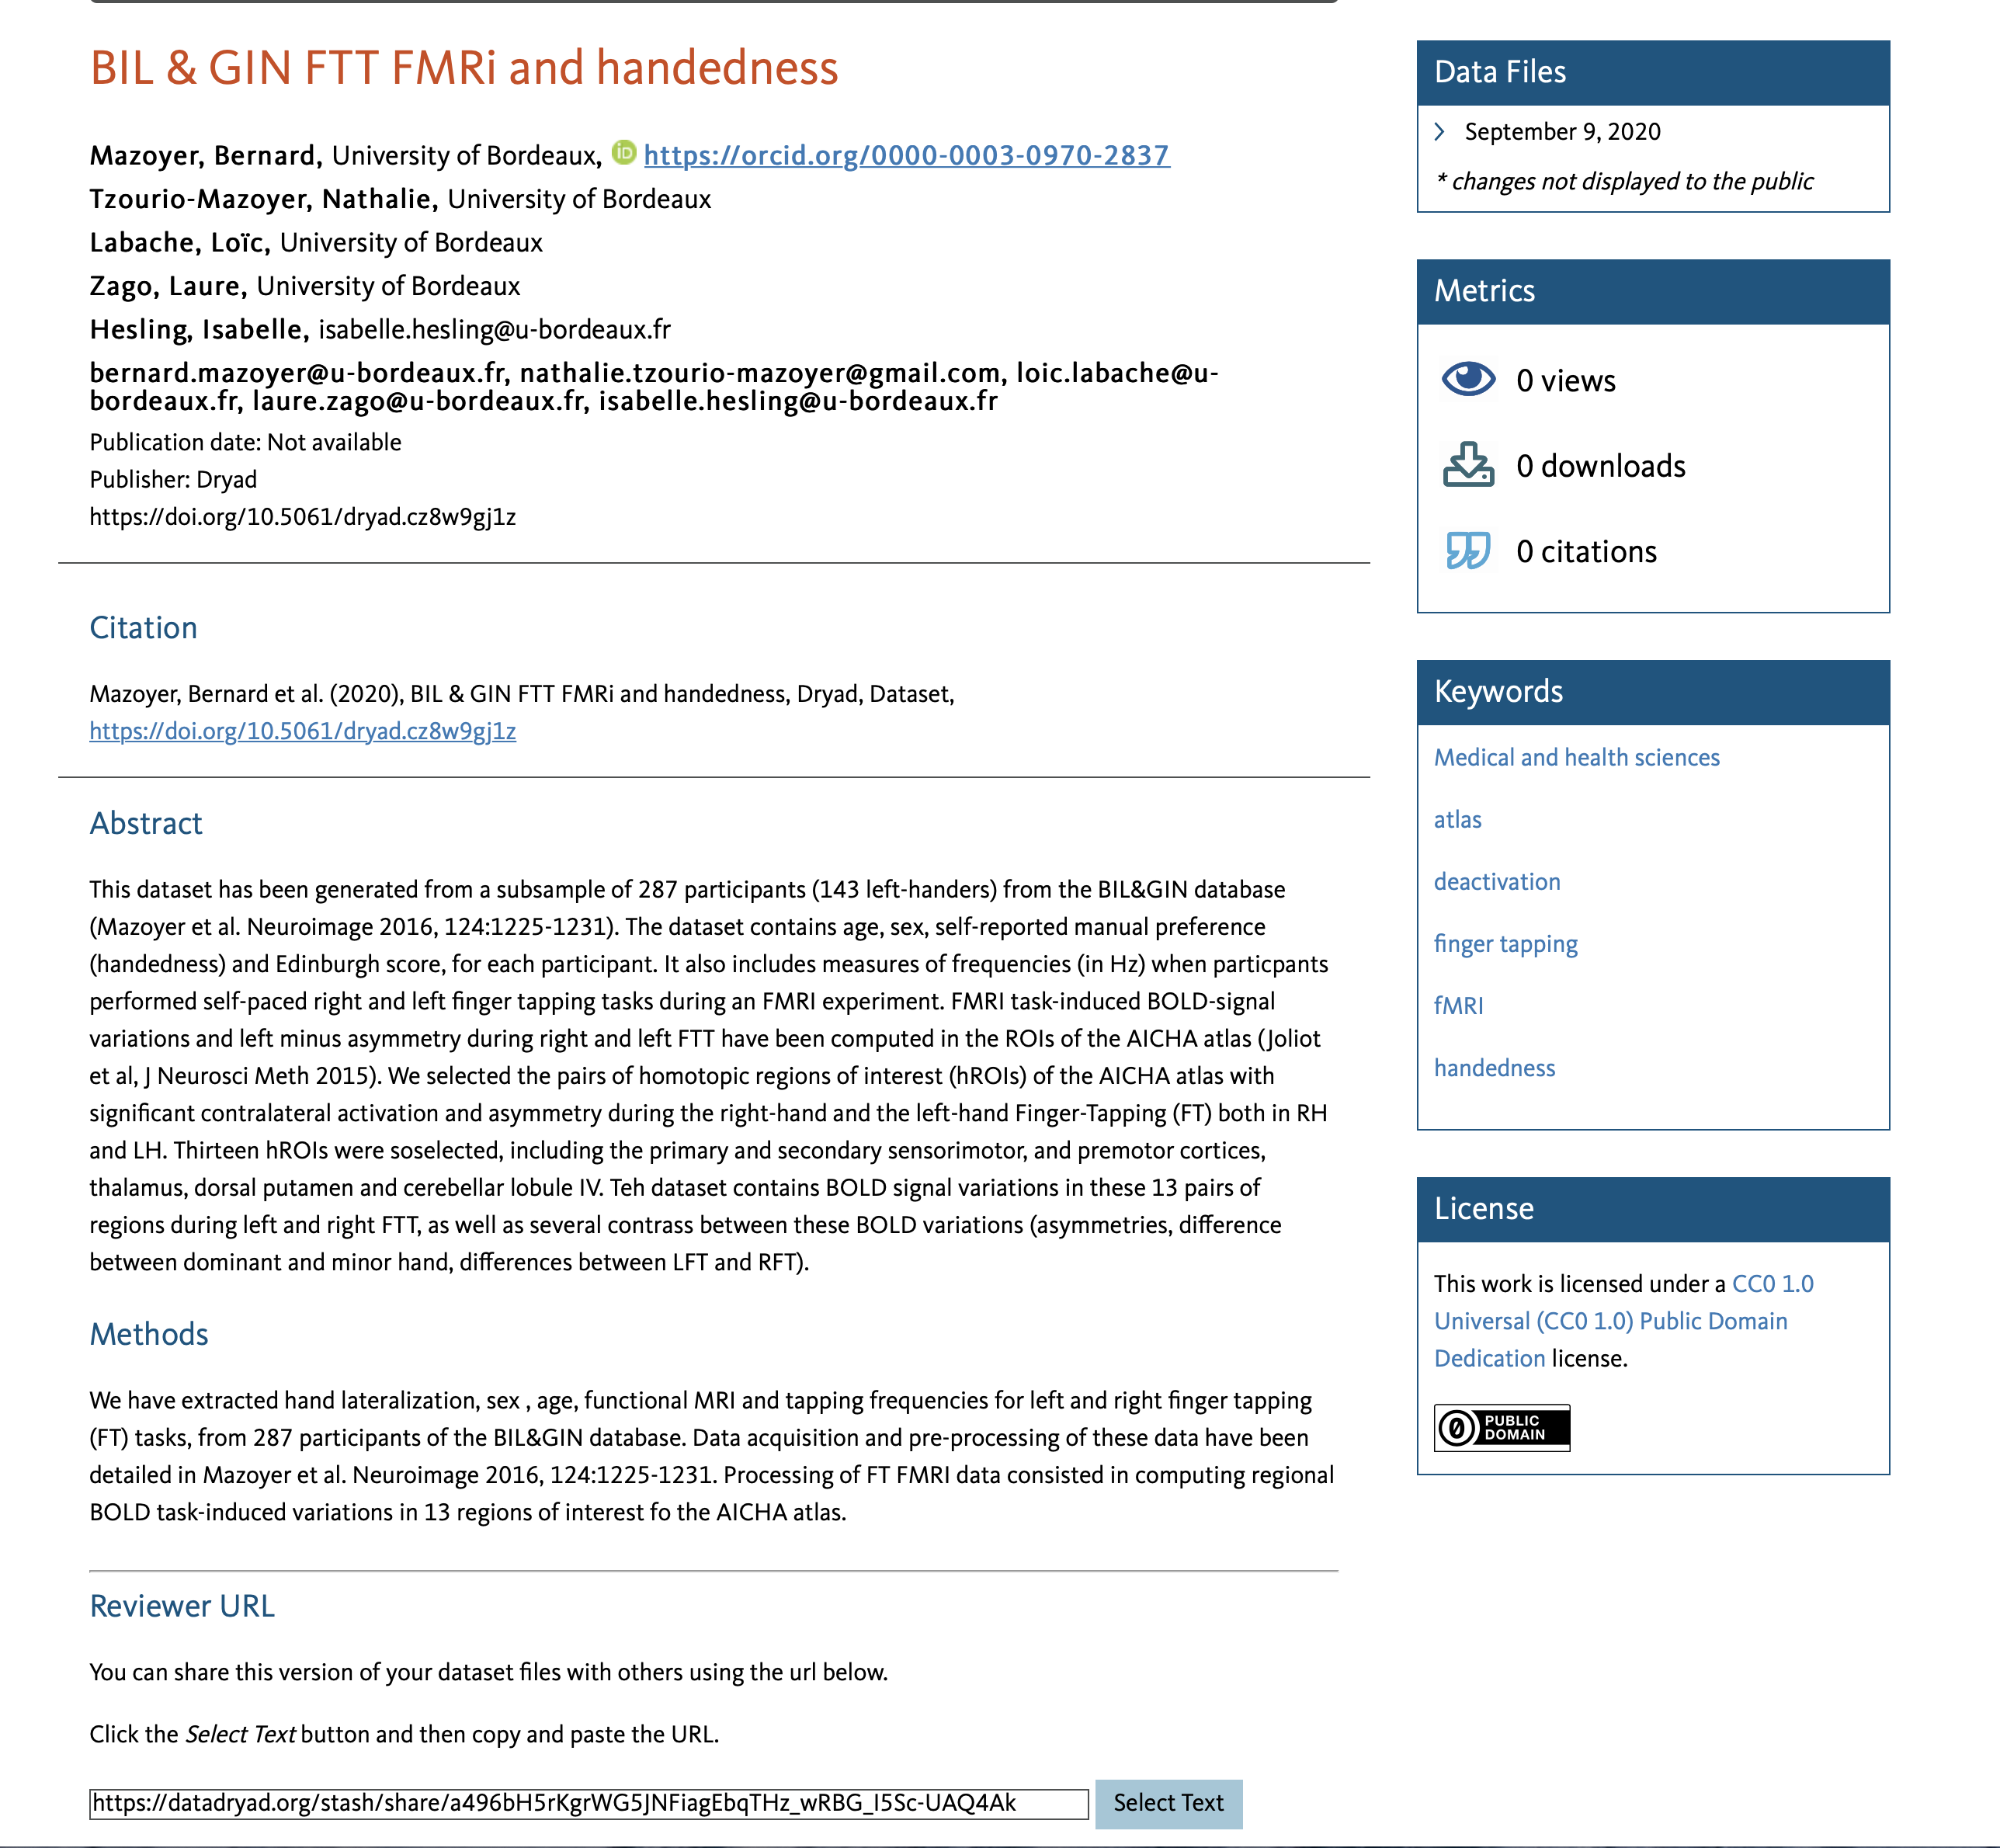 BIL & GIN FTT FMRi and handedness
Mazoyer, Bernard, University of Bordeaux, iD https://orcid.org/0000-0003-0970-2837
Tzourio-Mazoyer, Nathalie, University of Bordeaux
Labache, Loïc, University of Bordeaux
Zago, Laure, University of Bordeaux
Hesling, Isabelle, isabelle.hesling@u-bordeaux.fr
bernard.mazoyer@u-bordeaux.fr, nathalie.tzourio-mazoyer@gmail.com, loic.labache@u-
bordeaux.fr, laure.zago@u-bordeaux.fr, isabelle.hesling@u-bordeaux.fr
Publication date: Not available
Publisher: Dryad
https://doi.org/10.5061/dryad.cz8w9gj1z
Citation
Mazoyer, Bernard et al. (2020), BIL & GIN FTT FMRi and handedness, Dryad, Dataset,
https://doi.org/10.5061/dryad.cz8w9gj1z
Abstract
This dataset has been generated from a subsample of 287 participants (143 left-handers) from the BIL&GIN database
(Mazoyer et al. Neuroimage 2016, 124:1225-1231). The dataset contains age, sex, self-reported manual preference
(handedness) and Edinburgh score, for each participant. It also includes measures of frequencies (in Hz) when particpants
performed self-paced right and left finger tapping tasks during an FMRI experiment. FMRI task-induced BOLD-signal
variations and left minus asymmetry during right and left FTT have been computed in the ROIs of the AICHA atlas (Joliot
et al, J Neurosci Meth 2015). We selected the pairs of homotopic regions of interest (hROIs) of the AICHA atlas with
significant contralateral activation and asymmetry during the right-hand and the left-hand Finger-Tapping (FT) both in RH
and LH. Thirteen hROIs were soselected, including the primary and secondary sensorimotor, and premotor cortices,
thalamus, dorsal putamen and cerebellar lobule IV. Teh dataset contains BOLD signal variations in these 13 pairs of
regions during left and right FTT, as well as several contrass between these BOLD variations (asymmetries, difference
between dominant and minor hand, differences between LFT and RFT).
Methods
We have extracted hand lateralization, sex , age, functional MRI and tapping frequencies for left and right finger tapping
(FT) tasks, from 287 participants of the BIL&GIN database. Data acquisition and pre-processing of these data have been
detailed in Mazoyer et al. Neuroimage 2016, 124:1225-1231. Processing of FT FMRI data consisted in computing regional
BOLD task-induced variations in 13 regions of interest fo the AICHA atlas.
Reviewer URL
You can share this version of your dataset files with others using the url below.
Click the Select Text button and then copy and paste the URL.
https://datadryad.org/stash/share/a496bH5rKgrWG5JNFiagEbqTHz_wRBG_I5Sc-UAQ4Ak
Select Text
Data Files
September 9, 2020
* changes not displayed to the public
Metrics
0 views
0 downloads
0 citations
Keywords
Medical and health sciences
atlas
deactivation
finger tapping
fMRI
handedness
License
This work is licensed under a CC0 1.0
Universal (CC0 1.0) Public Domain
Dedication license.
PUBLIC
DOMAIN